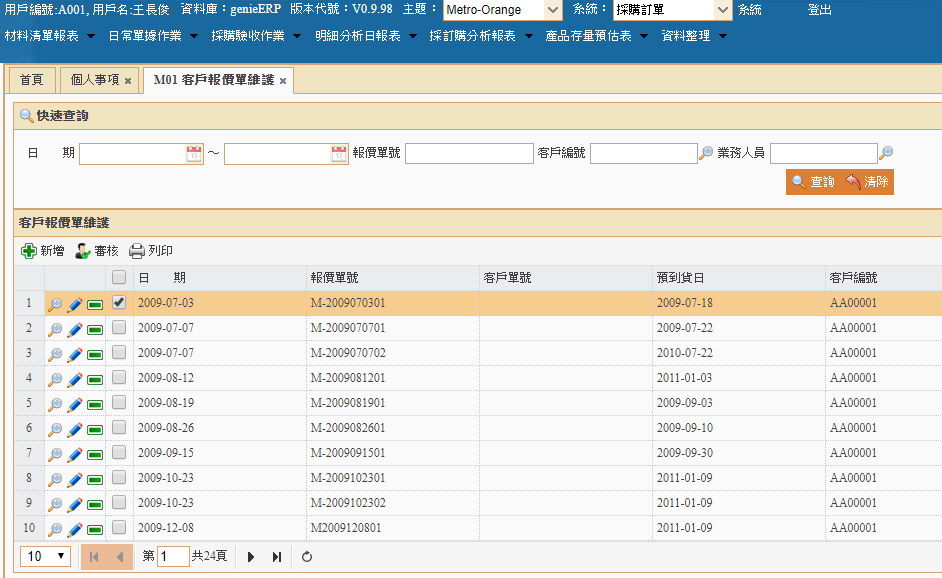 用戶編號:A001, 用戶名:王長俊 資料庫：genieERP 版本代號：V0.9.98 主題： Metro-Orange 系統： 採購訂單 系統 登出
材料清單報表 日常單據作業 採購驗收作業 明細分析日報表 採訂購分析報表 產品存量預估表 資料整理
首頁 個人事項 × M01 客戶報價單維護 ×
快速查詢
日 期 ～ 報價單號 客戶編號 業務人員
查詢 清除
客戶報價單維護
新增 審核 列印
日 期 報價單號 客戶單號 預到貨日 客戶編號
1 2009-07-03 M-2009070301 2009-07-18 AA00001
2 2009-07-07 M-2009070701 2009-07-22 AA00001
3 2009-07-07 M-2009070702 2010-07-22 AA00001
4 2009-08-12 M-2009081201 2011-01-03 AA00001
5 2009-08-19 M-2009081901 2009-09-03 AA00001
6 2009-08-26 M-2009082601 2009-09-10 AA00001
7 2009-09-15 M-2009091501 2009-09-30 AA00001
8 2009-10-23 M-2009102301 2011-01-09 AA00001
9 2009-10-23 M-2009102302 2011-01-09 AA00001
10 2009-12-08 M2009120801 2011-01-09 AA00001
10 第 1 共24頁